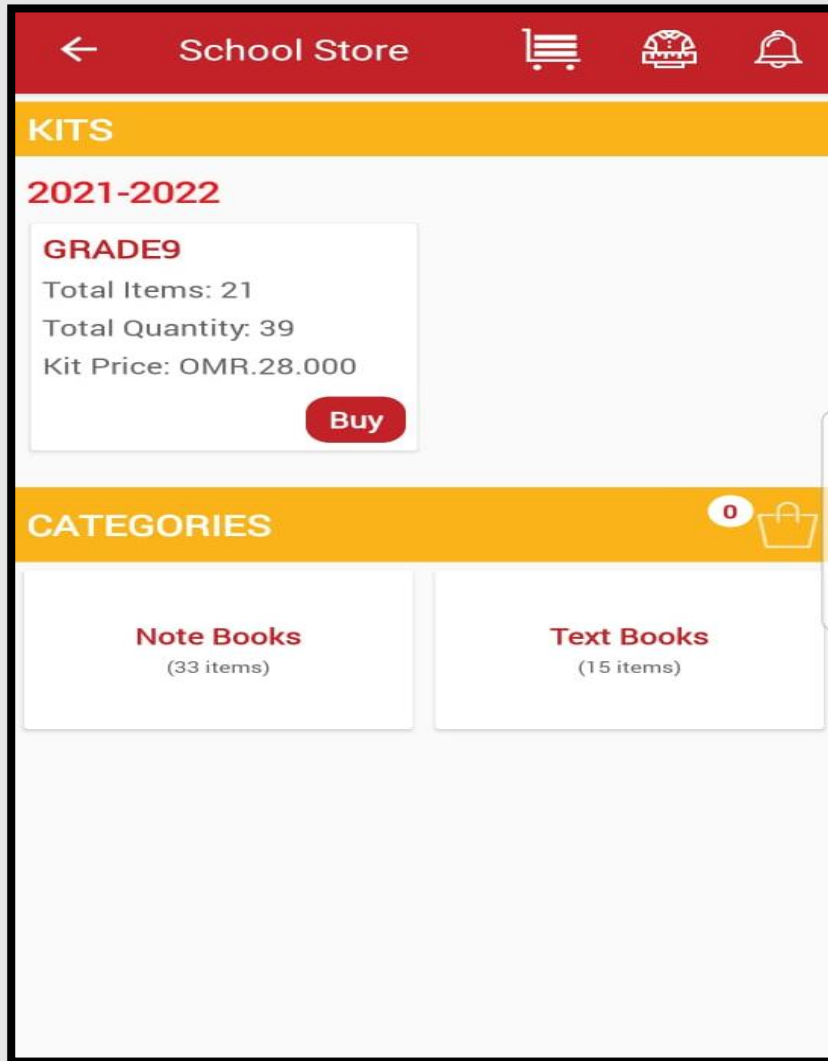 School Store
KITS
2021-2022
GRADE9
Total Items: 21
Total Quantity: 39
Kit Price: OMR.28.000
Buy
CATEGORIES
0
Note Books
(33 items)
Text Books
(15 items)